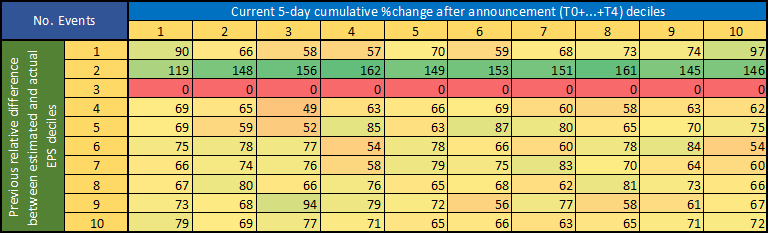 No. Events
Current 5-day cumulative %change after announcement (T0+...+T4) deciles
1 2 3 4 5 6 7 8 9 10
Previous relative difference
between estimated and actual
EPS deciles
1 90 66 58 57 70 59 68 73 74 97
2 119 148 156 162 149 153 151 161 145 146
3 0 0 0 0 0 0 0 0 0 0
4 69 65 49 63 66 69 60 58 63 62
5 69 59 52 85 63 87 80 65 70 75
6 75 78 77 54 78 66 60 78 84 54
7 66 74 76 58 79 75 83 70 64 60
8 67 80 66 76 65 68 62 81 73 66
9 73 68 94 79 72 56 77 58 61 67
10 79 69 77 71 65 66 63 65 71 72